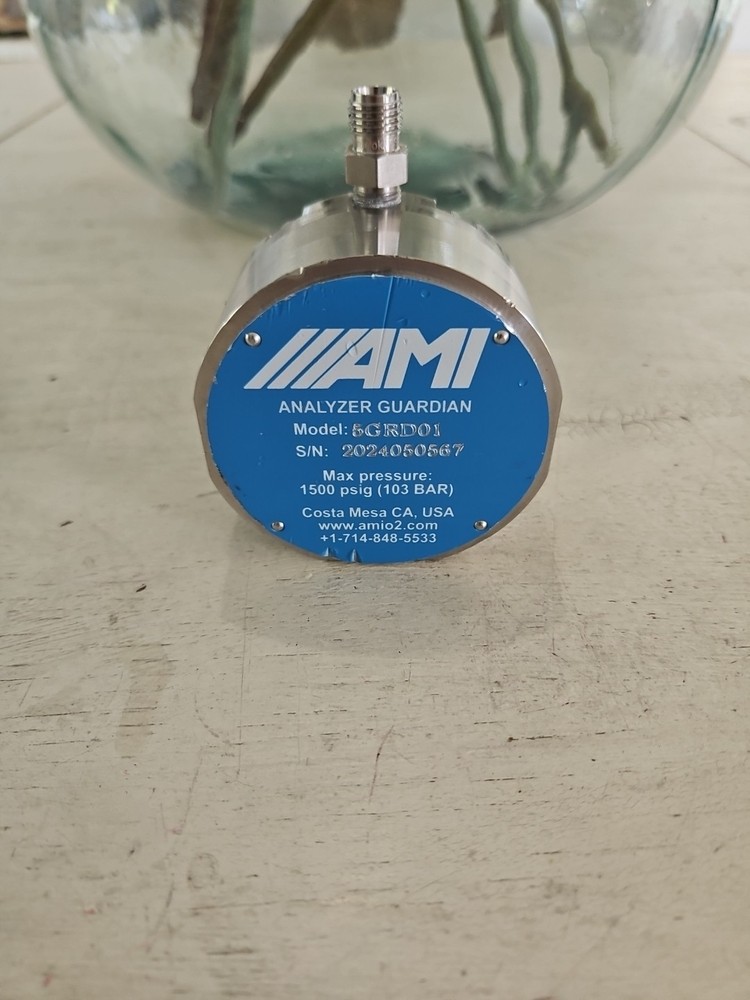 AMI
ANALYZER GUARDIAN
Model: 5GRD01
S/N: 2024050567
Max pressure:
1500 psig (103 BAR)
Costa Mesa CA, USA
www.amio2.com
+1-714-848-5533